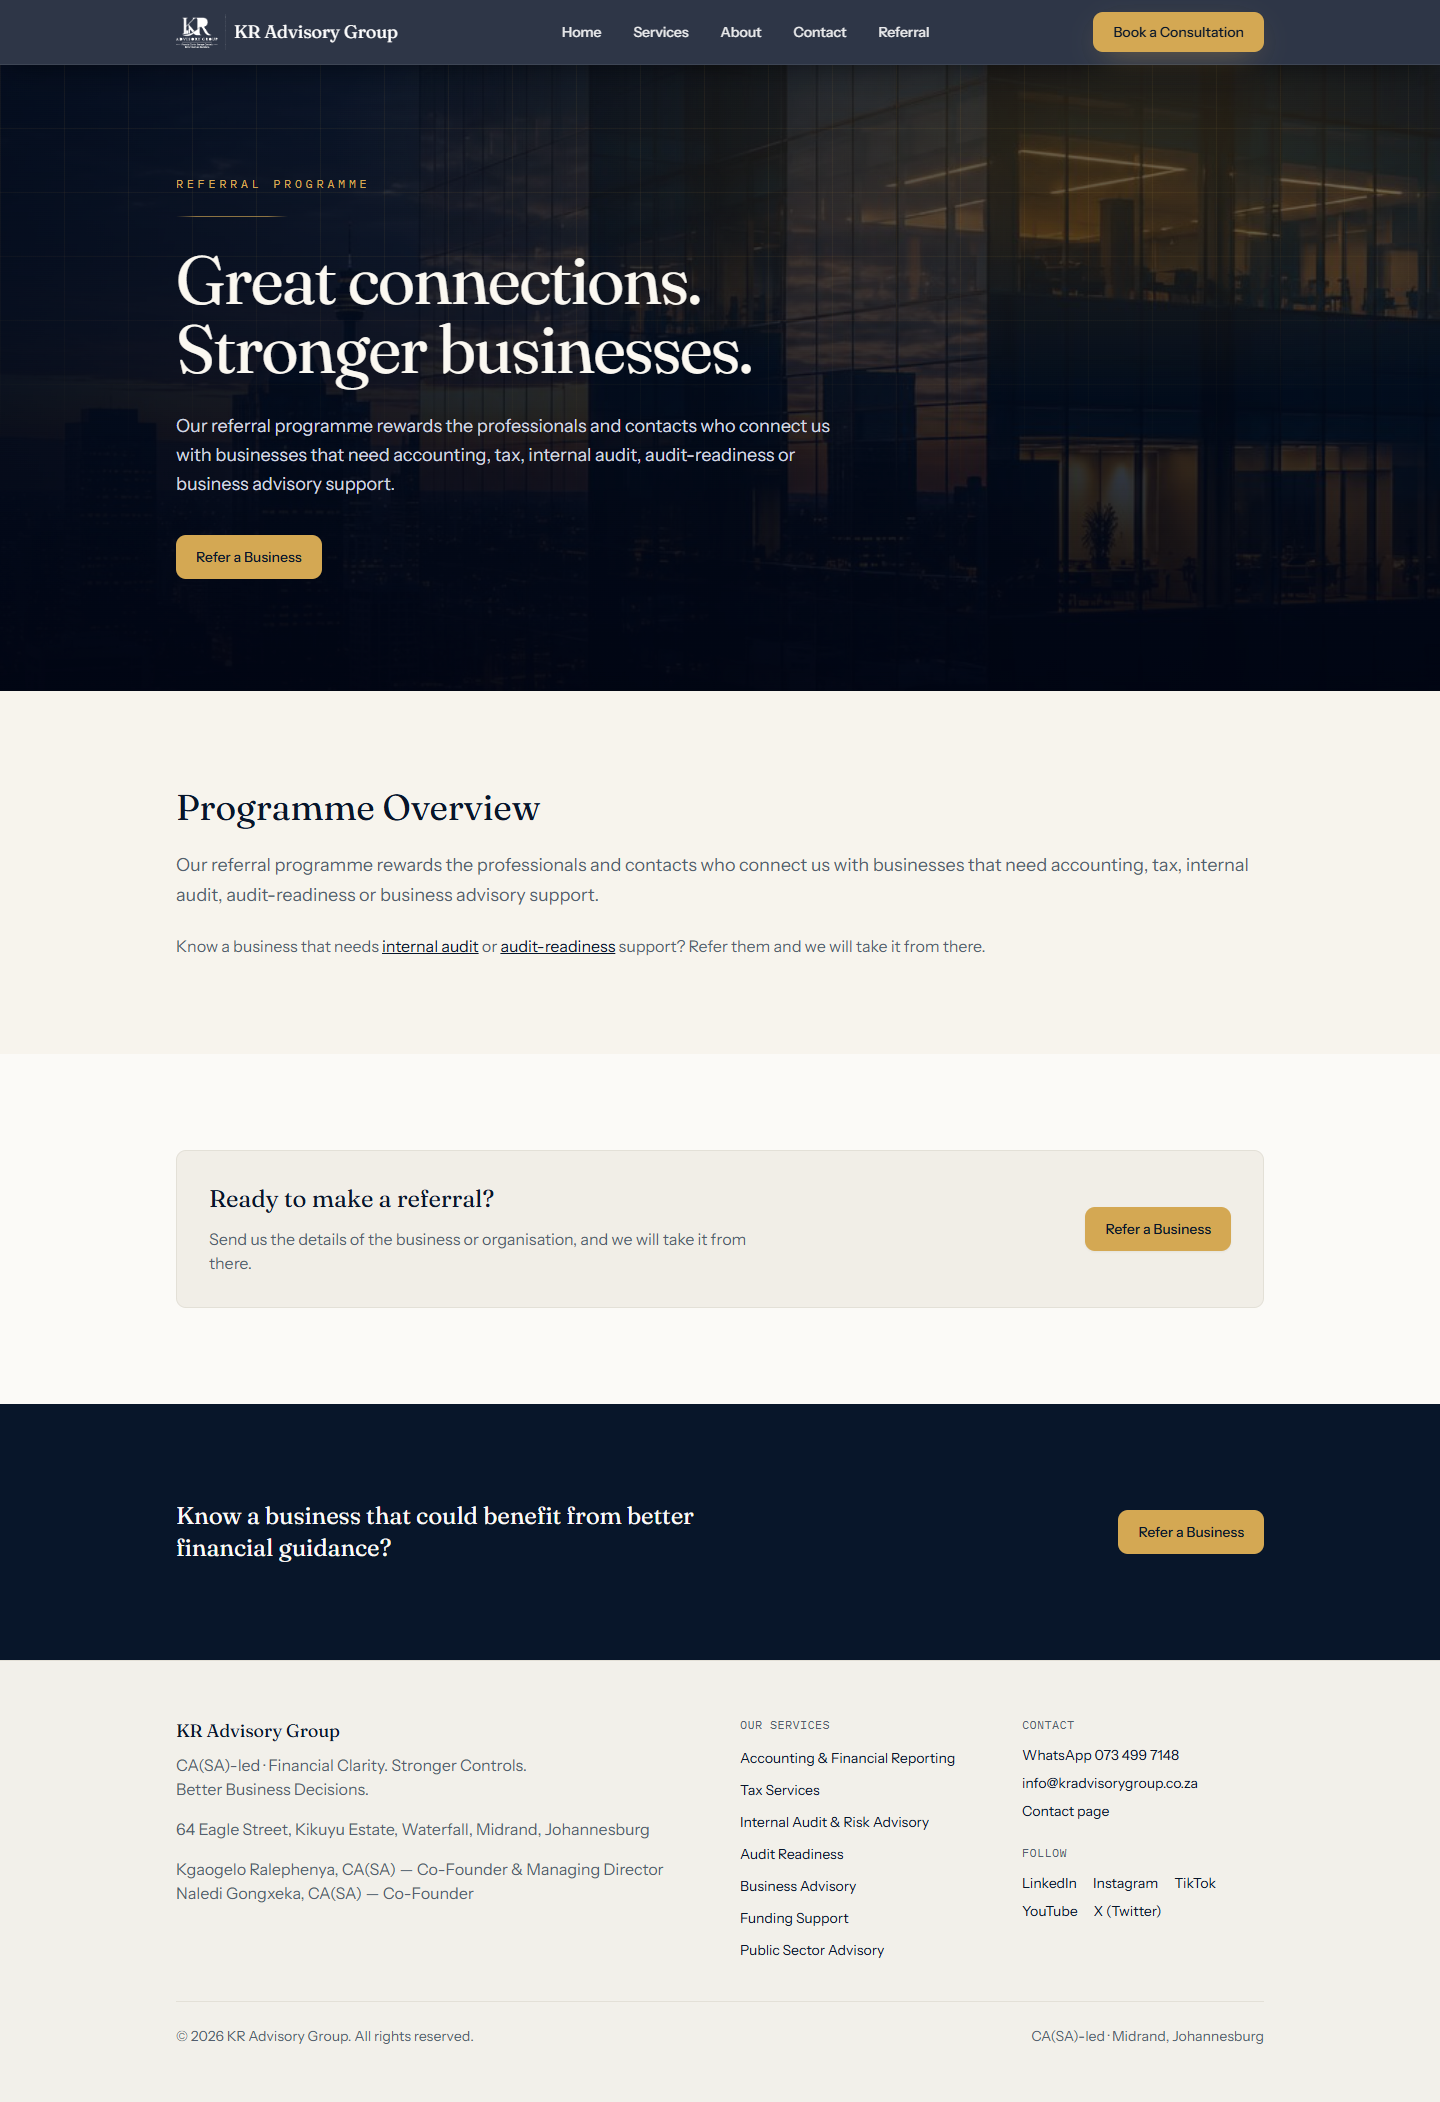 KR
ADVISORY GROUP
KR Advisory Group
Home
Services
About
Contact
Referral
Book a Consultation
REFERRAL PROGRAMME
Great connections.
Stronger businesses.
Our referral programme rewards the professionals and contacts who connect us
with businesses that need accounting, tax, internal audit, audit-readiness or
business advisory support.
Refer a Business
Programme Overview
Our referral programme rewards the professionals and contacts who connect us with businesses that need accounting, tax, internal
audit, audit-readiness or business advisory support.
Know a business that needs internal audit or audit-readiness support? Refer them and we will take it from there.
Ready to make a referral?
Send us the details of the business or organisation, and we will take it from
there.
Refer a Business
Know a business that could benefit from better
financial guidance?
Refer a Business
KR Advisory Group
CA(SA)-led · Financial Clarity. Stronger Controls.
Better Business Decisions.
64 Eagle Street, Kikuyu Estate, Waterfall, Midrand, Johannesburg
Kgaogelo Ralephenya, CA(SA) — Co-Founder & Managing Director
Naledi Gongxeka, CA(SA) — Co-Founder
OUR SERVICES
Accounting & Financial Reporting
Tax Services
Internal Audit & Risk Advisory
Audit Readiness
Business Advisory
Funding Support
Public Sector Advisory
CONTACT
WhatsApp 073 499 7148
info@kradvisorygroup.co.za
Contact page
FOLLOW
LinkedIn Instagram TikTok
YouTube X (Twitter)
© 2026 KR Advisory Group. All rights reserved.
CA(SA)-led · Midrand, Johannesburg